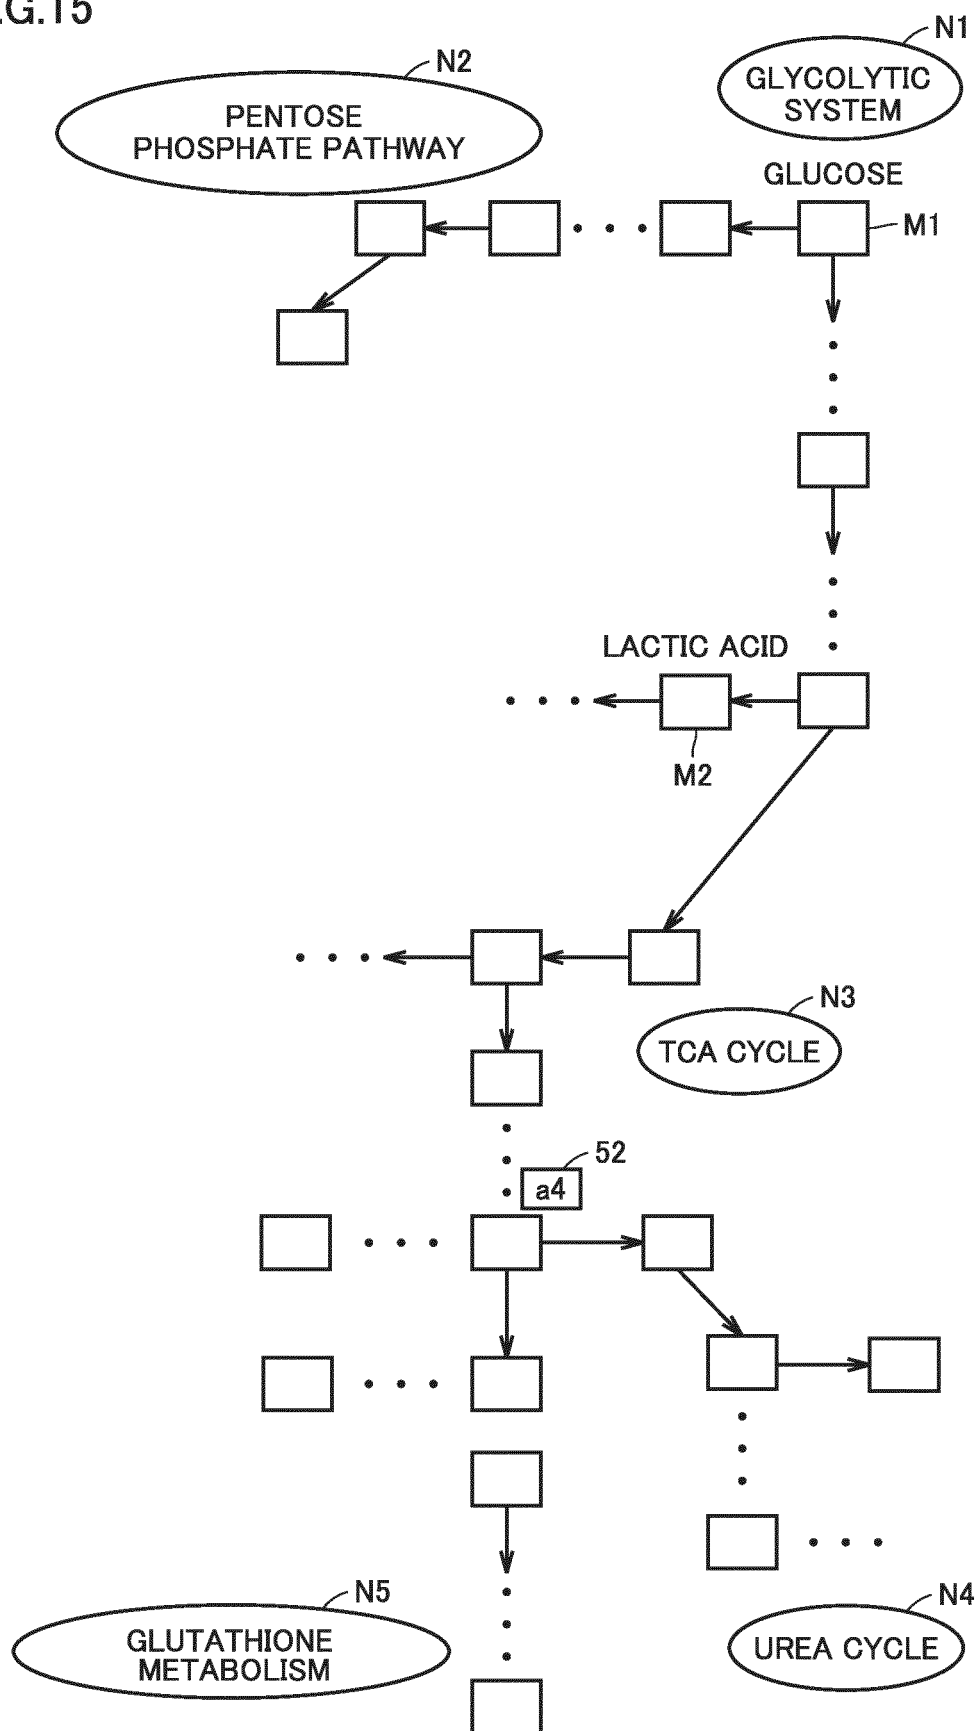 G.15
N1
N2
GLYCOLYTIC
SYSTEM
PENTOSE
PHOSPHATE PATHWAY
GLUCOSE
M1
LACTIC ACID
M2
N3
TCA CYCLE
52
a4
N5
N4
GLUTATHIONE
METABOLISM
UREA CYCLE